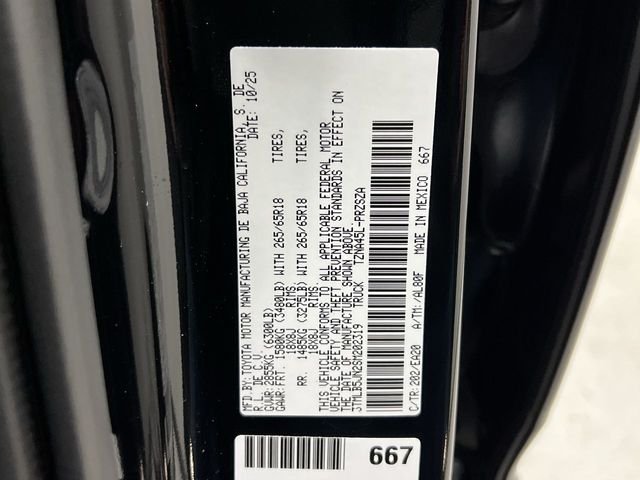 MFD.BY:TOYOTA MOTOR MANUFACTURING DE BAJA CALIFORNIA, S. DE
R.L. DE C.V. DATE: 10/25
GVWR:2855KG (6300LB)
GAWR:FRT. 1580KG (3480LB) WITH 265/65R18 TIRES,
18X8J RIMS,
RR. 1485KG (3275LB) WITH 265/65R18 TIRES,
18X8J RIMS.
THIS VEHICLE CONFORMS TO ALL APPLICABLE FEDERAL MOTOR
VEHICLE SAFETY AND THEFT PREVENTION STANDARDS IN EFFECT ON
THE DATE OF MANUFACTURE SHOWN ABOVE.
3TMLB5JN2SM202319 TRUCK TZNA45L-PRZSZA
C/TR:202/EA20 A/TM:/AL80F MADE IN MEXICO 667
667